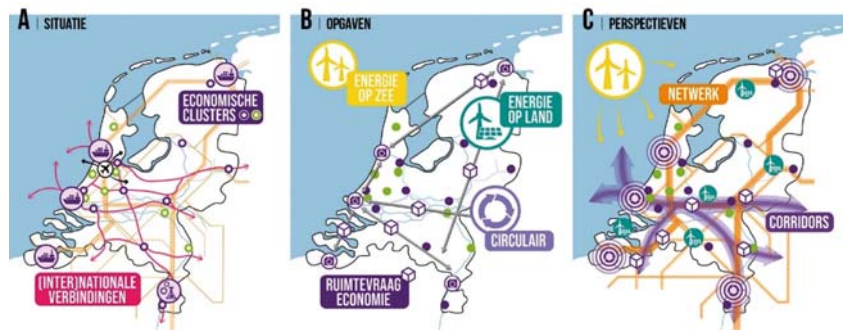 A | SITUATIE
ECONOMISCHE
CLUSTERS
(INTER)NATIONALE
VERBINDINGEN
B | OPGAVEN
ENERGIE
OP ZEE
ENERGIE
OP LAND
CIRCULAIR
RUIMTEVRAAG
ECONOMIE
C | PERSPECTIEVEN
NETWERK
CORRIDORS